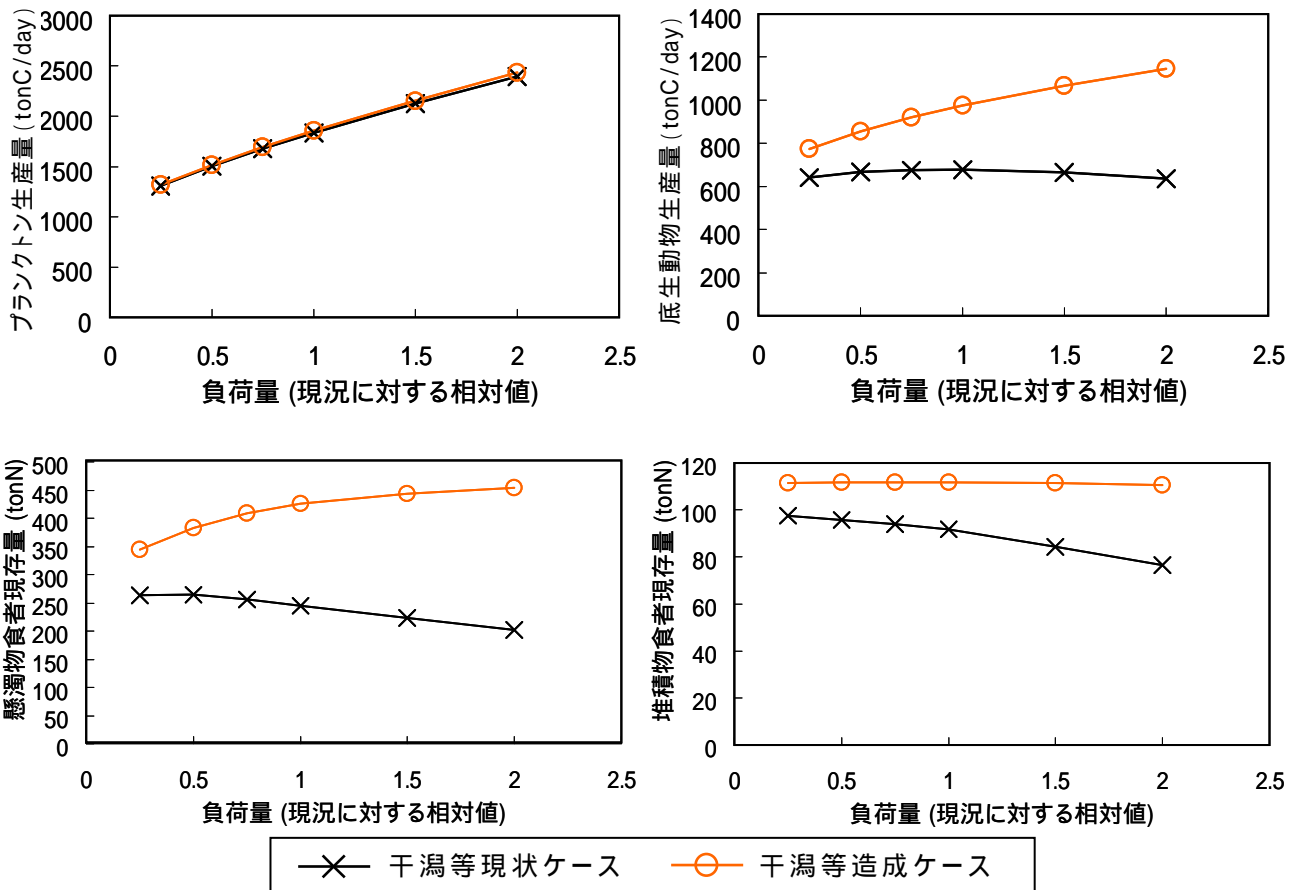 プランクトン生産量 (tonC/day)
3000
2500
2000
1500
1000
500
0
0 0.5 1 1.5 2 2.5
負荷量 (現況に対する相対値)
底生動物生産量 (tonC/day)
1400
1200
1000
800
600
400
200
0
0 0.5 1 1.5 2 2.5
負荷量 (現況に対する相対値)
懸濁物食者現存量 (tonN)
500
450
400
350
300
250
200
150
100
50
0
0 0.5 1 1.5 2 2.5
負荷量 (現況に対する相対値)
堆積物食者現存量 (tonN)
120
100
80
60
40
20
0
0 0.5 1 1.5 2 2.5
負荷量 (現況に対する相対値)
干潟等現状ケース 干潟等造成ケース